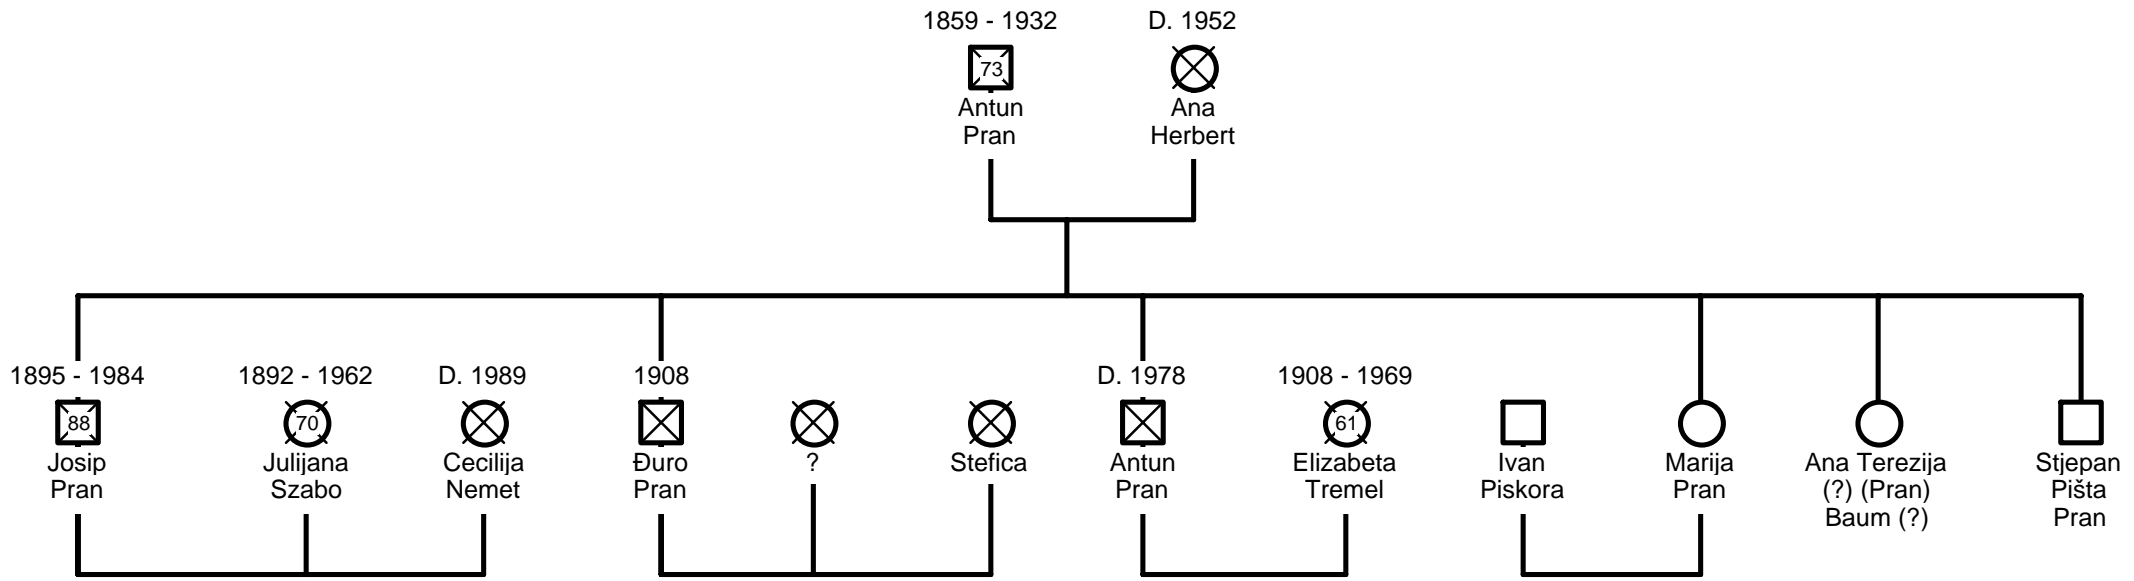 1859 - 1932
D. 1952
73
Antun
Pran
Ana
Herbert
1895 - 1984
1892 - 1962
D. 1989
1908
D. 1978
1908 - 1969
88
70
61
Josip
Pran
Julijana
Szabo
Cecilija
Nemet
Đuro
Pran
?
Stefica
Antun
Pran
Elizabeta
Tremel
Ivan
Piskora
Marija
Pran
Ana Terezija
(?) (Pran)
Baum (?)
Stjepan
Pišta
Pran